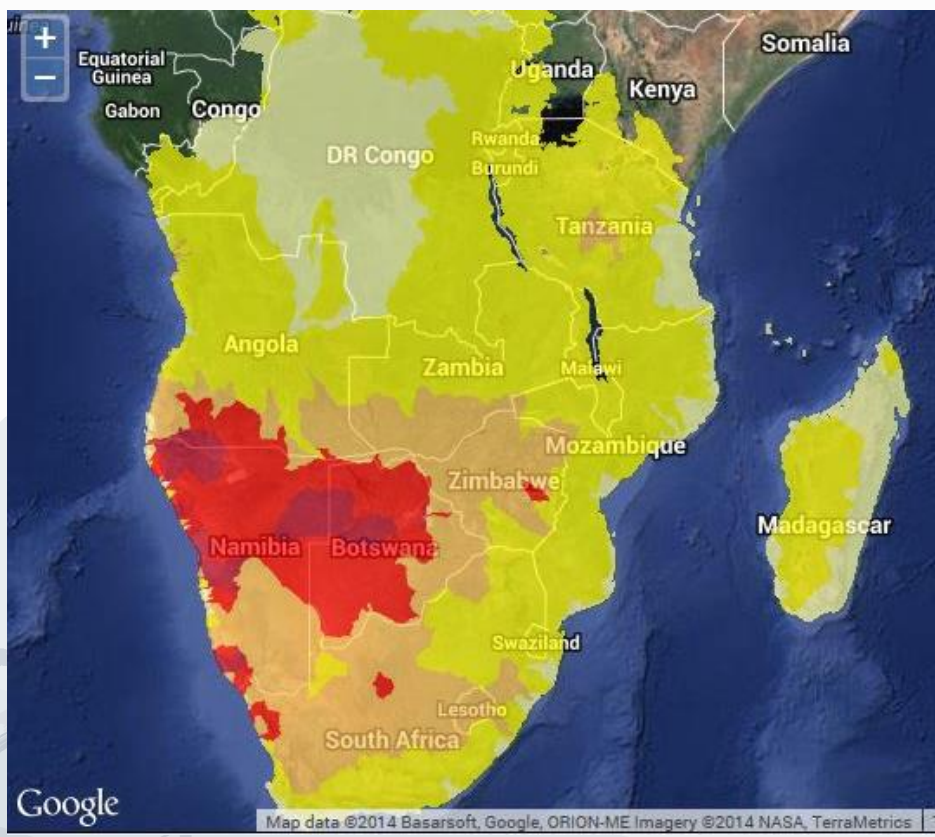 +
−
Equatorial
Guinea
Gabon
Congo
Uganda
Kenya
Somalia
DR Congo
Rwanda
Burundi
Tanzania
Angola
Zambia
Malawi
Mozambique
Zimbabwe
Madagascar
Namibia
Botswana
Swaziland
Lesotho
South Africa
Google
Map data ©2014 Basarsoft, Google, ORION-ME Imagery ©2014 NASA, TerraMetrics